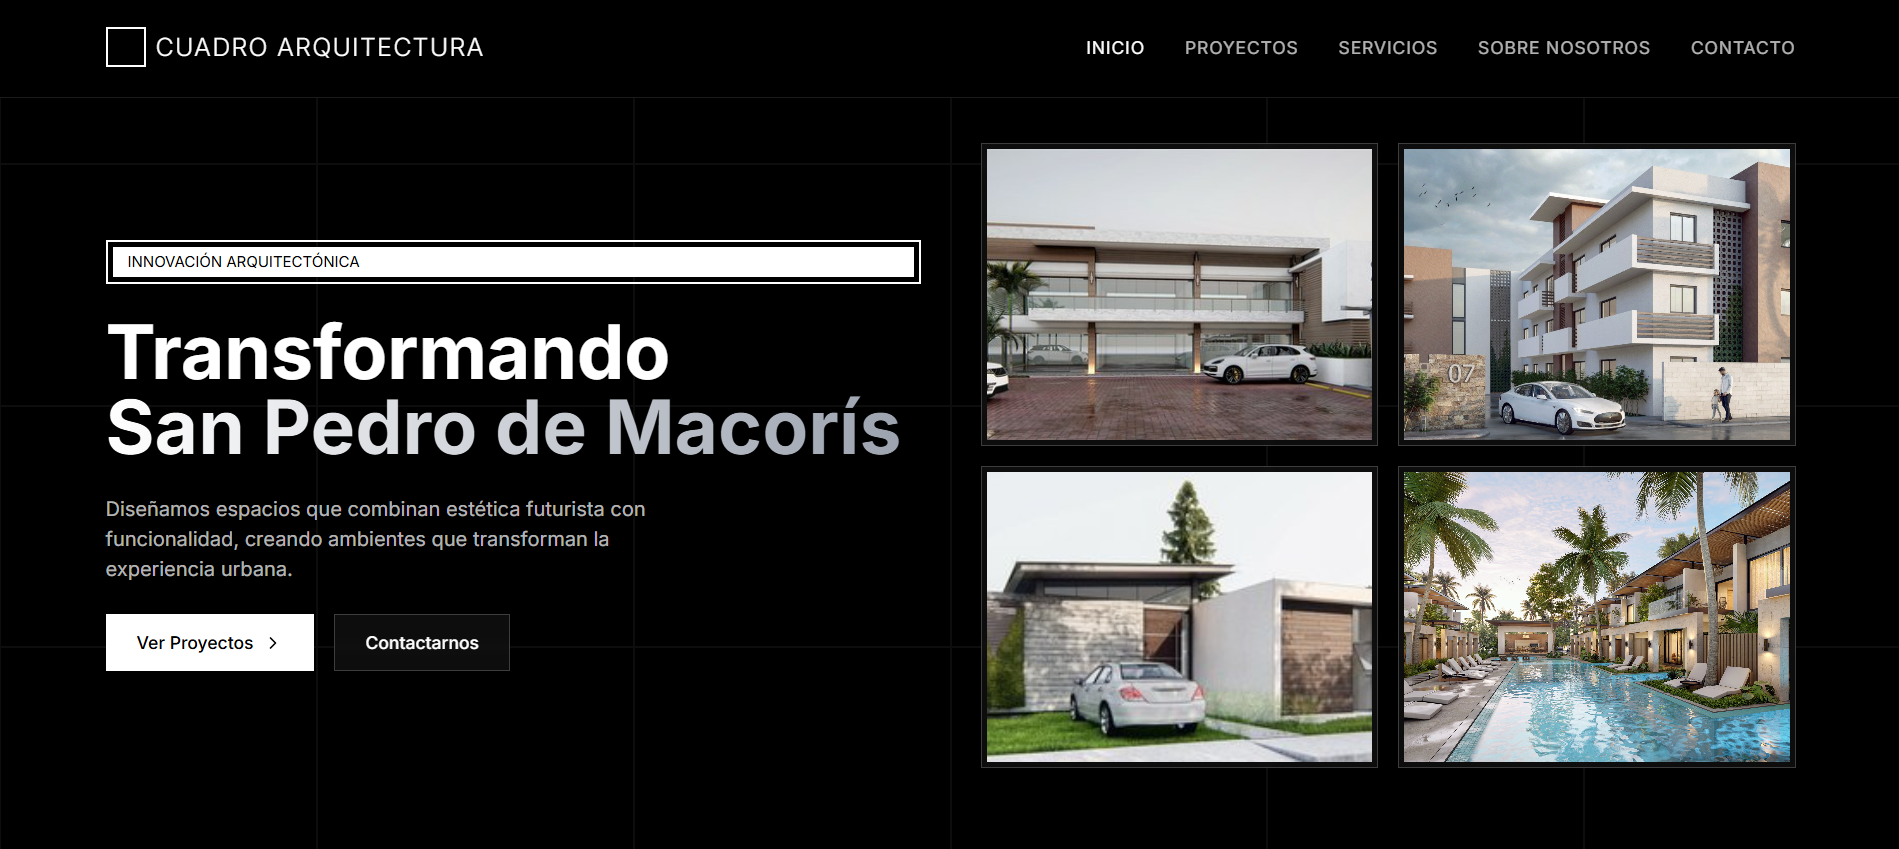 CUADRO ARQUITECTURA
INICIO PROYECTOS SERVICIOS SOBRE NOSOTROS CONTACTO
INNOVACIÓN ARQUITECTÓNICA
Transformando
San Pedro de Macorís
Diseñamos espacios que combinan estética futurista con
funcionalidad, creando ambientes que transforman la
experiencia urbana.
Ver Proyectos
Contactarnos
07